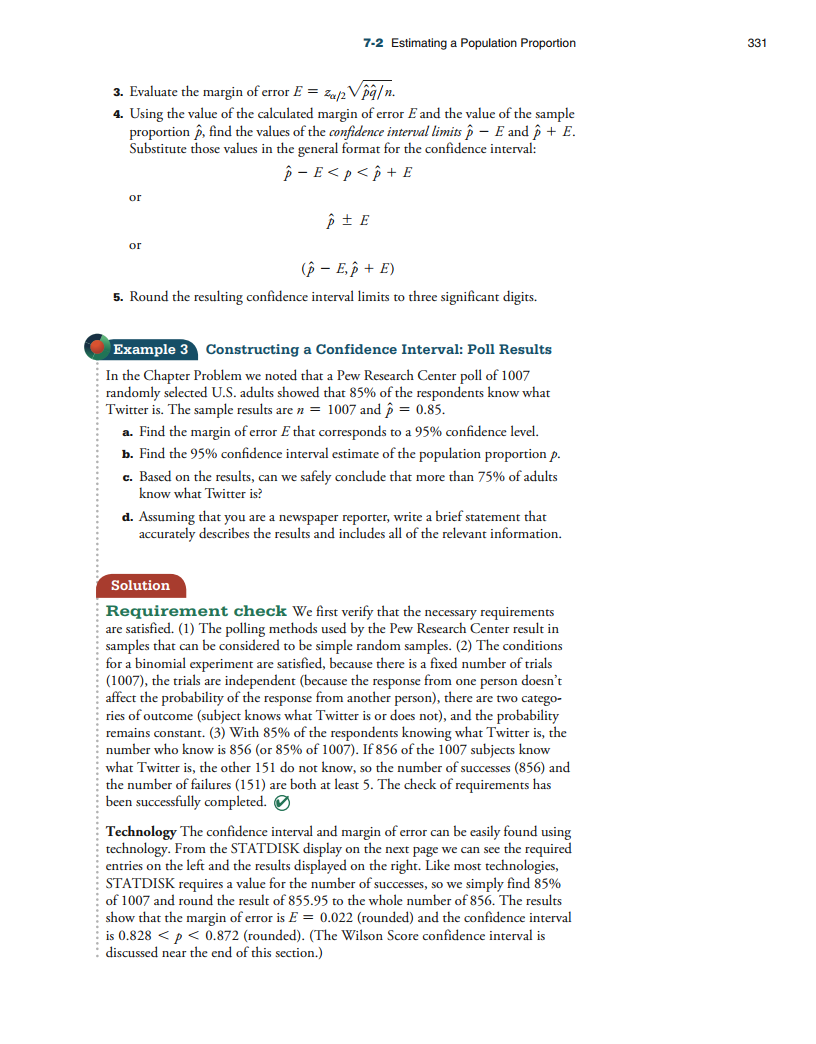 7-2 Estimating a Population Proportion 331
3. Evaluate the margin of error E = zα/2√p̂q̂/n.
4. Using the value of the calculated margin of error E and the value of the sample
proportion p̂, find the values of the confidence interval limits p̂ − E and p̂ + E.
Substitute those values in the general format for the confidence interval:
p̂ − E < p < p̂ + E
or
p̂ ± E
or
(p̂ − E, p̂ + E)
5. Round the resulting confidence interval limits to three significant digits.
Example 3 Constructing a Confidence Interval: Poll Results
In the Chapter Problem we noted that a Pew Research Center poll of 1007
randomly selected U.S. adults showed that 85% of the respondents know what
Twitter is. The sample results are n = 1007 and p̂ = 0.85.
a. Find the margin of error E that corresponds to a 95% confidence level.
b. Find the 95% confidence interval estimate of the population proportion p.
c. Based on the results, can we safely conclude that more than 75% of adults
know what Twitter is?
d. Assuming that you are a newspaper reporter, write a brief statement that
accurately describes the results and includes all of the relevant information.
Solution
Requirement check We first verify that the necessary requirements
are satisfied. (1) The polling methods used by the Pew Research Center result in
samples that can be considered to be simple random samples. (2) The conditions
for a binomial experiment are satisfied, because there is a fixed number of trials
(1007), the trials are independent (because the response from one person doesn't
affect the probability of the response from another person), there are two catego-
ries of outcome (subject knows what Twitter is or does not), and the probability
remains constant. (3) With 85% of the respondents knowing what Twitter is, the
number who know is 856 (or 85% of 1007). If 856 of the 1007 subjects know
what Twitter is, the other 151 do not know, so the number of successes (856) and
the number of failures (151) are both at least 5. The check of requirements has
been successfully completed.
Technology The confidence interval and margin of error can be easily found using
technology. From the STATDISK display on the next page we can see the required
entries on the left and the results displayed on the right. Like most technologies,
STATDISK requires a value for the number of successes, so we simply find 85%
of 1007 and round the result of 855.95 to the whole number of 856. The results
show that the margin of error is E = 0.022 (rounded) and the confidence interval
is 0.828 < p < 0.872 (rounded). (The Wilson Score confidence interval is
discussed near the end of this section.)